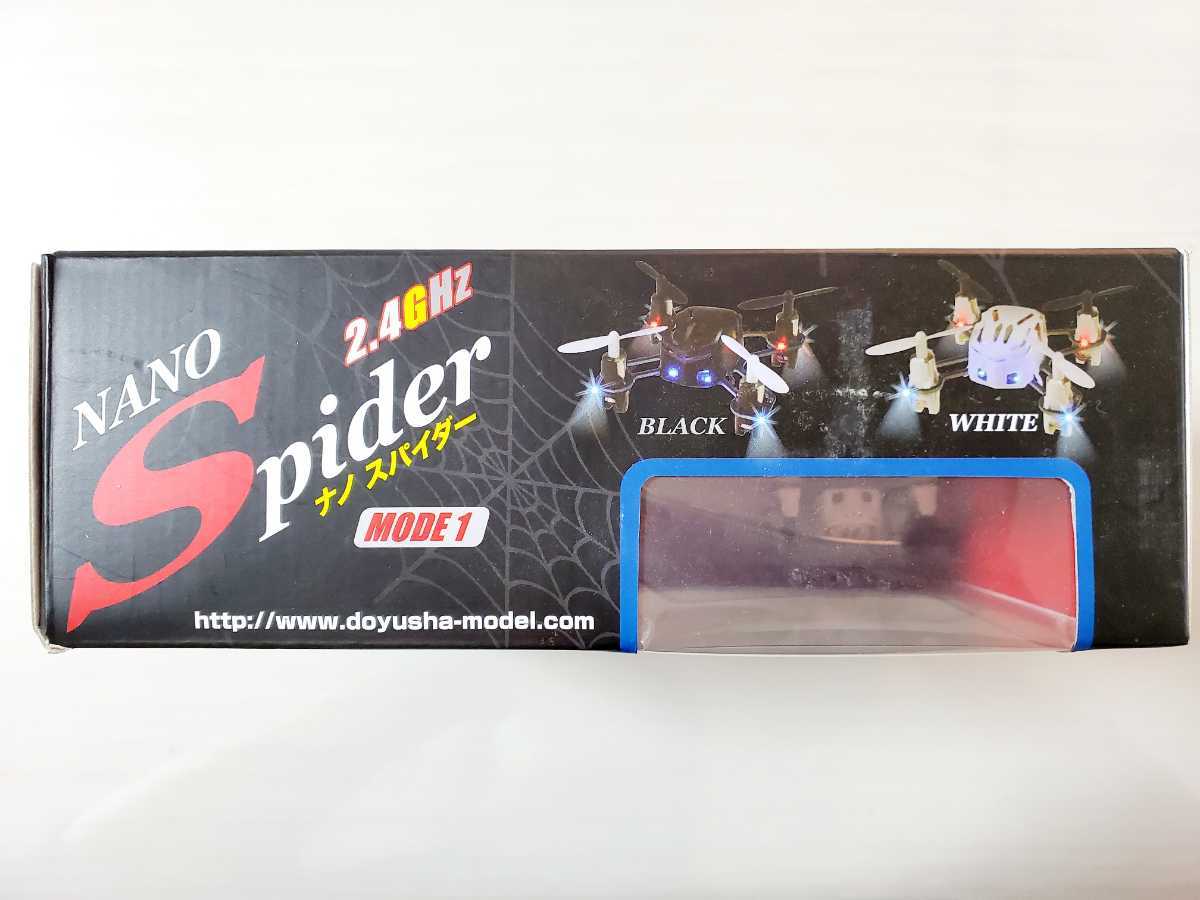 NANO
2.4GHz
Spider
ナノ スパイダー
MODE 1
http://www.doyusha-model.com
BLACK
WHITE